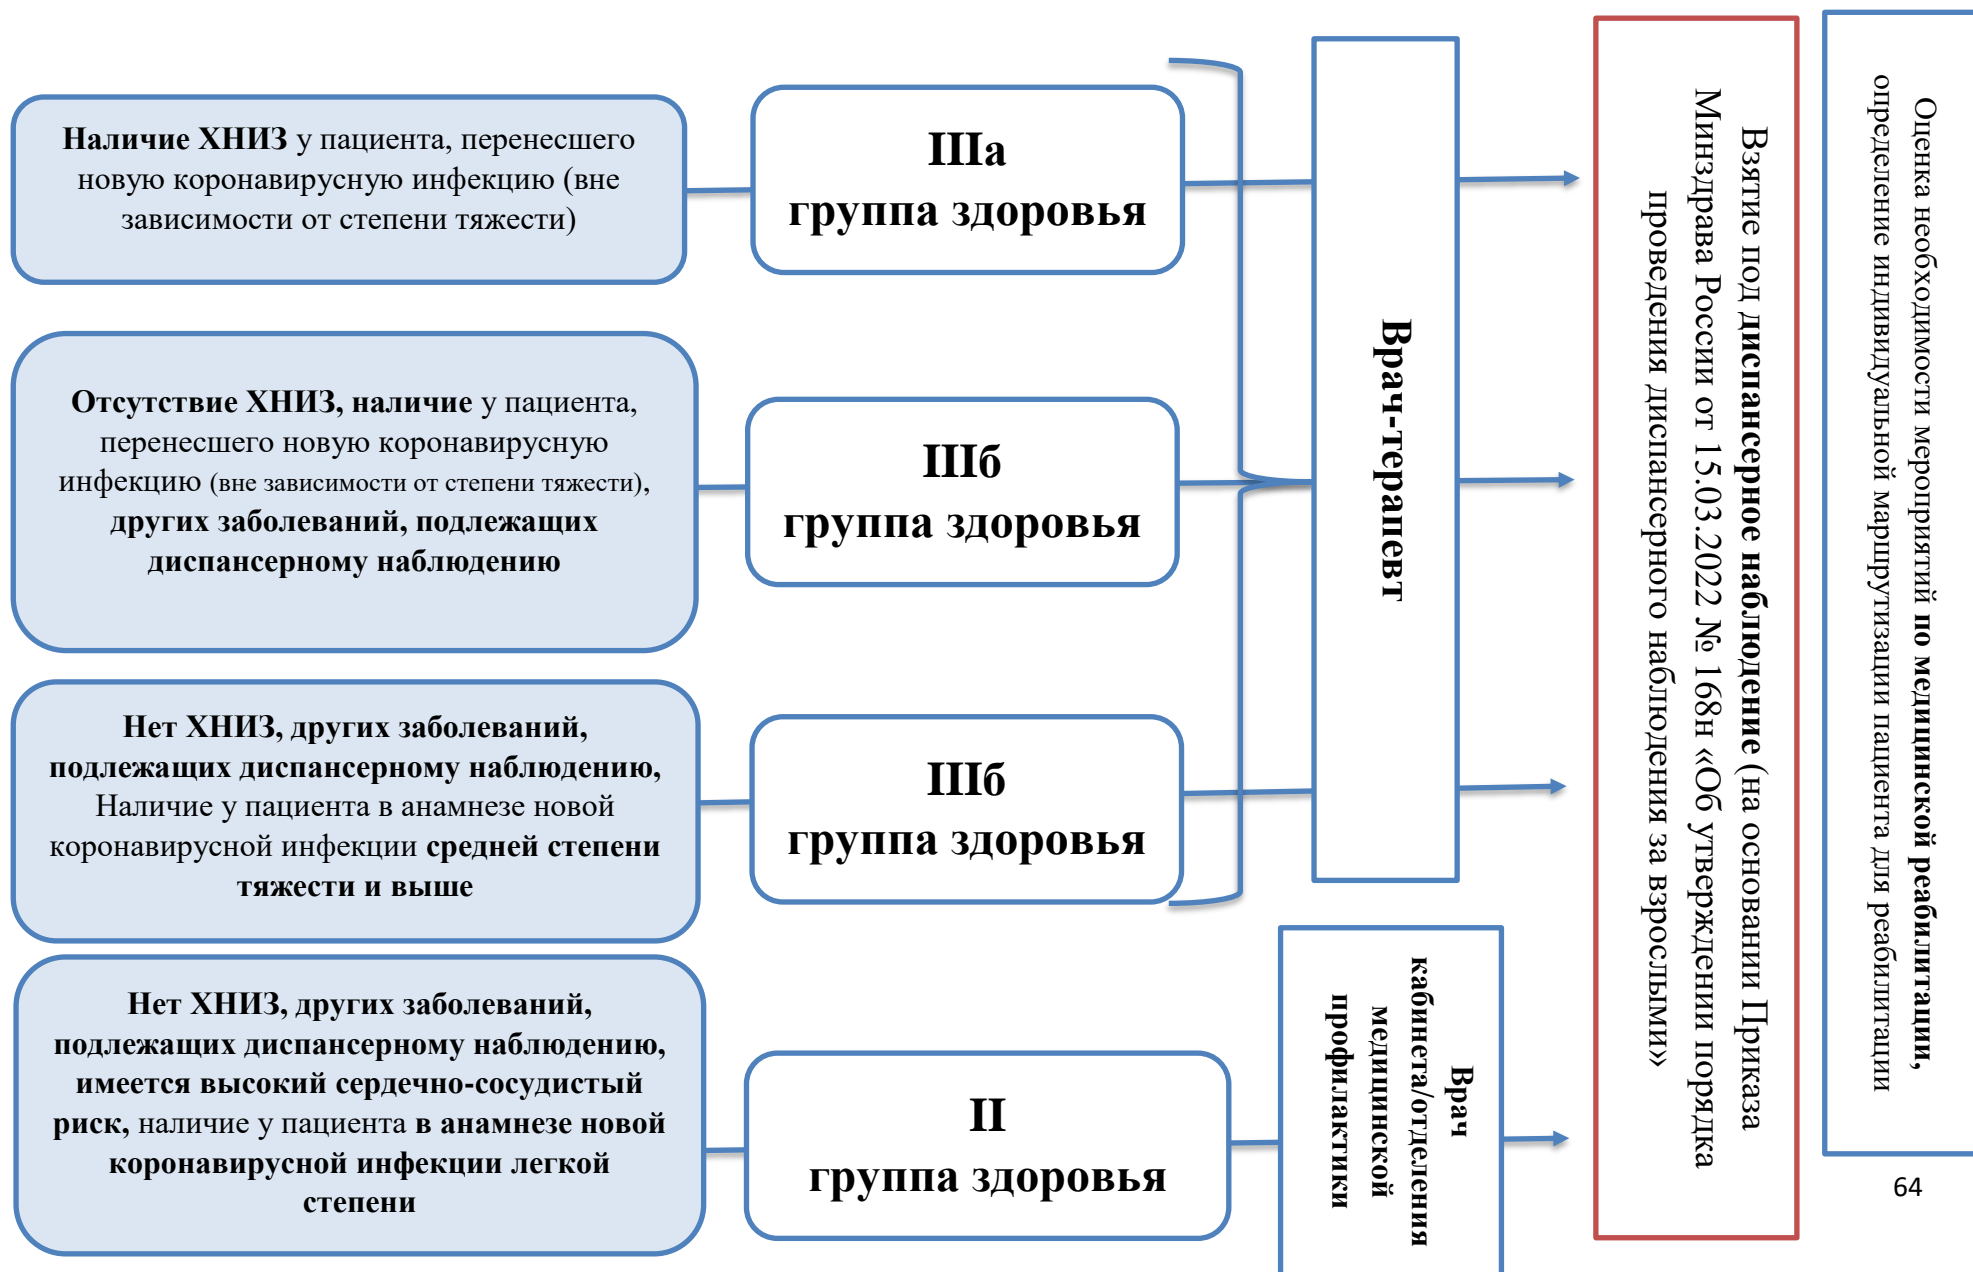 Наличие ХНИЗ у пациента, перенесшего
новую коронавирусную инфекцию (вне
зависимости от степени тяжести)
IIIа
группа здоровья
Отсутствие ХНИЗ, наличие у пациента,
перенесшего новую коронавирусную
инфекцию (вне зависимости от степени тяжести),
других заболеваний, подлежащих
диспансерному наблюдению
IIIб
группа здоровья
Нет ХНИЗ, других заболеваний,
подлежащих диспансерному наблюдению,
Наличие у пациента в анамнезе новой
коронавирусной инфекции средней степени
тяжести и выше
IIIб
группа здоровья
Нет ХНИЗ, других заболеваний,
подлежащих диспансерному наблюдению,
имеется высокий сердечно-сосудистый
риск, наличие у пациента в анамнезе новой
коронавирусной инфекции легкой
степени
II
группа здоровья
Врач-терапевт
Врач
кабинета/отделения
медицинской
профилактики
Взятие под диспансерное наблюдение (на основании Приказа
Минздрава России от 15.03.2022 № 168н «Об утверждении порядка
проведения диспансерного наблюдения за взрослыми»
Оценка необходимости мероприятий по медицинской реабилитации,
определение индивидуальной маршрутизации пациента для реабилитации
64